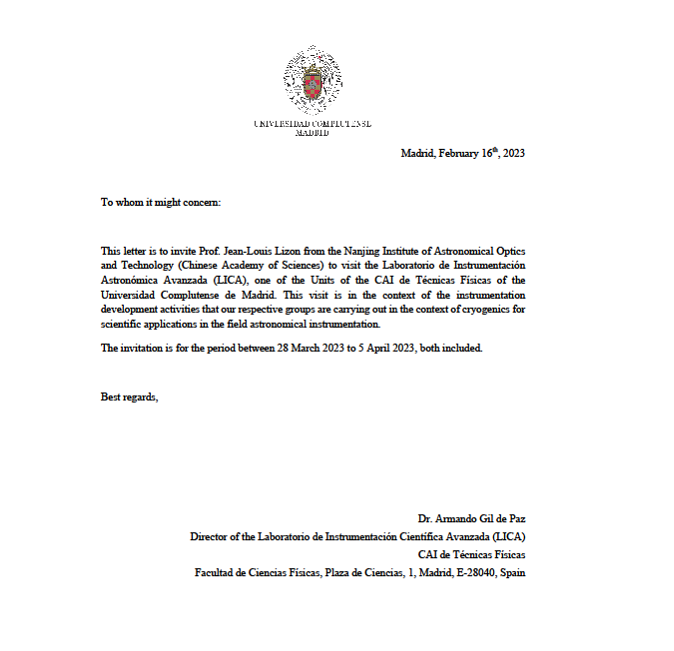 UNIVERSIDAD COMPLUTENSE
MADRID
Madrid, February 16th, 2023
To whom it might concern:
This letter is to invite Prof. Jean-Louis Lizon from the Nanjing Institute of Astronomical Optics
and Technology (Chinese Academy of Sciences) to visit the Laboratorio de Instrumentación
Astronómica Avanzada (LICA), one of the Units of the CAI de Técnicas Físicas of the
Universidad Complutense de Madrid. This visit is in the context of the instrumentation
development activities that our respective groups are carrying out in the context of cryogenics for
scientific applications in the field astronomical instrumentation.
The invitation is for the period between 28 March 2023 to 5 April 2023, both included.
Best regards,
Dr. Armando Gil de Paz
Director of the Laboratorio de Instrumentación Científica Avanzada (LICA)
CAI de Técnicas Físicas
Facultad de Ciencias Físicas, Plaza de Ciencias, 1, Madrid, E-28040, Spain